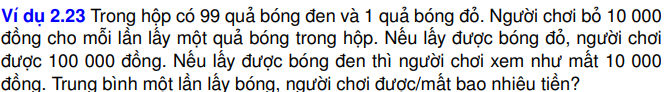 Ví dụ 2.23 Trong hộp có 99 quả bóng đen và 1 quả bóng đỏ. Người chơi bỏ 10 000
đồng cho mỗi lần lấy một quả bóng trong hộp. Nếu lấy được bóng đỏ, người chơi
được 100 000 đồng. Nếu lấy được bóng đen thì người chơi xem như mất 10 000
đồng. Trung bình một lần lấy bóng, người chơi được/mất bao nhiêu tiền?